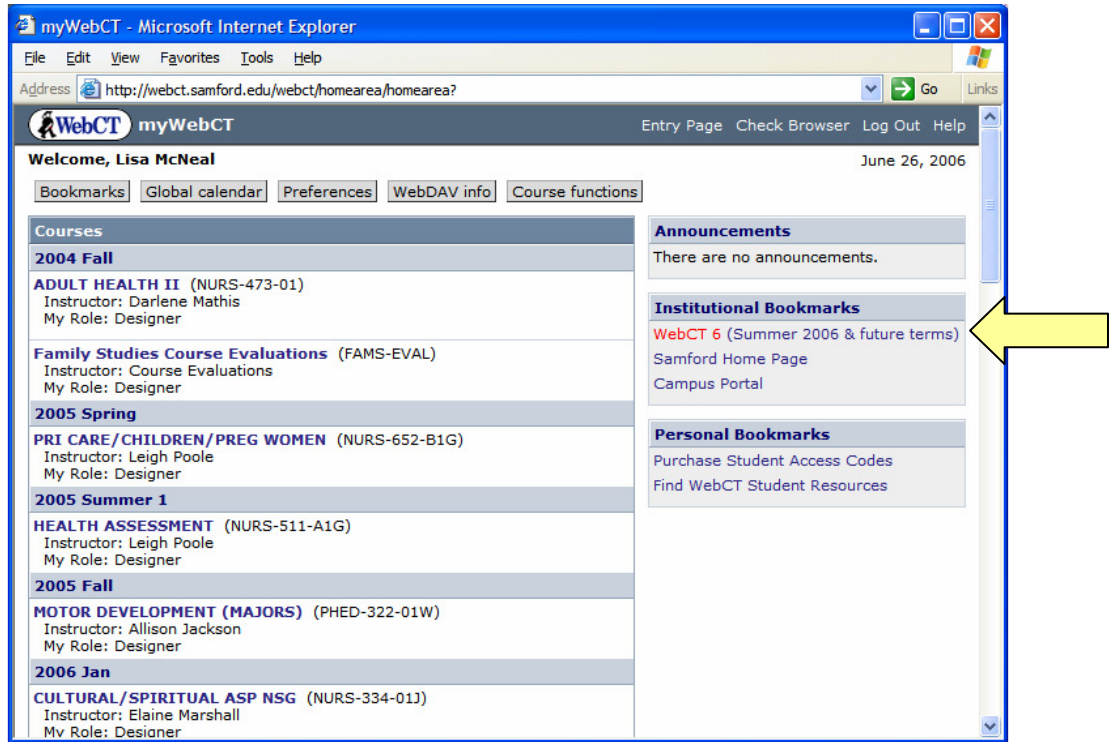 myWebCT - Microsoft Internet Explorer
File Edit View Favorites Tools Help
Address http://webct.samford.edu/webct/homearea/homearea? Go Links
WebCT myWebCT Entry Page Check Browser Log Out Help
Welcome, Lisa McNeal June 26, 2006
Bookmarks Global calendar Preferences WebDAV info Course functions
Courses
2004 Fall
ADULT HEALTH II (NURS-473-01)
Instructor: Darlene Mathis
My Role: Designer
Family Studies Course Evaluations (FAMS-EVAL)
Instructor: Course Evaluations
My Role: Designer
2005 Spring
PRI CARE/CHILDREN/PREG WOMEN (NURS-652-B1G)
Instructor: Leigh Poole
My Role: Designer
2005 Summer 1
HEALTH ASSESSMENT (NURS-511-A1G)
Instructor: Leigh Poole
My Role: Designer
2005 Fall
MOTOR DEVELOPMENT (MAJORS) (PHED-322-01W)
Instructor: Allison Jackson
My Role: Designer
2006 Jan
CULTURAL/SPIRITUAL ASP NSG (NURS-334-01J)
Instructor: Elaine Marshall
My Role: Designer
Announcements
There are no announcements.
Institutional Bookmarks
WebCT 6 (Summer 2006 & future terms)
Samford Home Page
Campus Portal
Personal Bookmarks
Purchase Student Access Codes
Find WebCT Student Resources